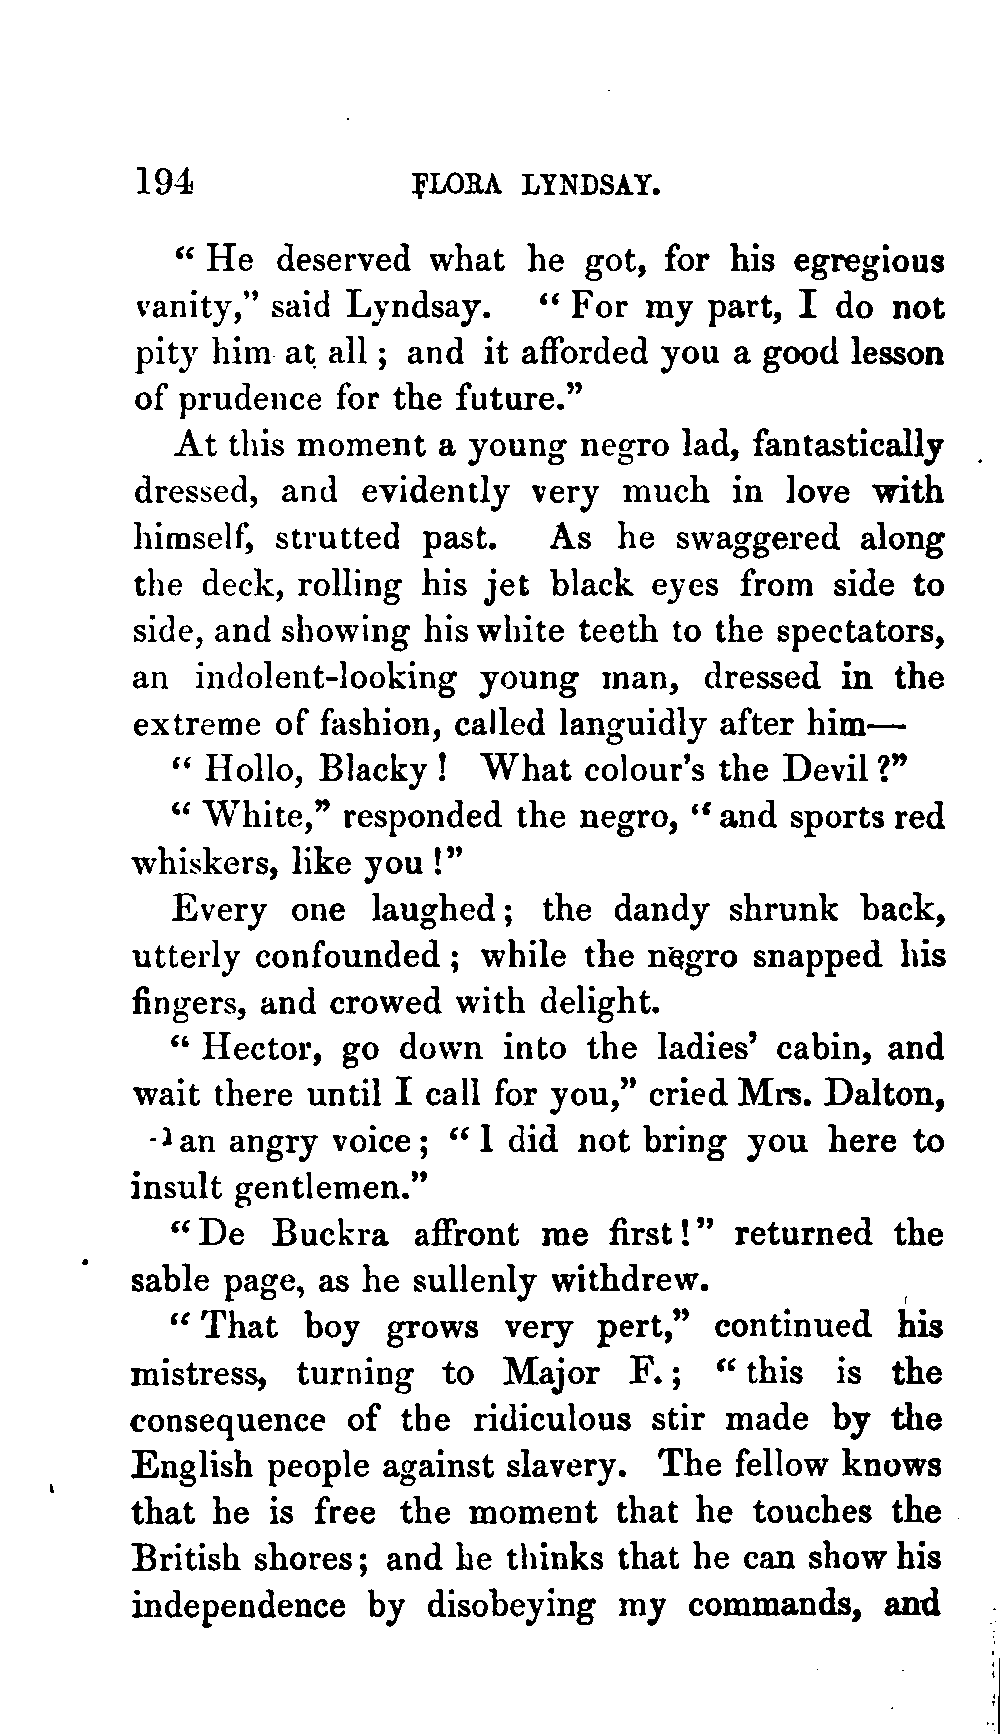 194 FLORA LYNDSAY.
“ He deserved what he got, for his egregious
vanity,” said Lyndsay. “ For my part, I do not
pity him at all ; and it afforded you a good lesson
of prudence for the future.”
At this moment a young negro lad, fantastically
dressed, and evidently very much in love with
himself, strutted past. As he swaggered along
the deck, rolling his jet black eyes from side to
side, and showing his white teeth to the spectators,
an indolent-looking young man, dressed in the
extreme of fashion, called languidly after him—
“ Hollo, Blacky ! What colour’s the Devil ?”
“ White,” responded the negro, “ and sports red
whiskers, like you !”
Every one laughed ; the dandy shrunk back,
utterly confounded ; while the negro snapped his
fingers, and crowed with delight.
“ Hector, go down into the ladies’ cabin, and
wait there until I call for you,” cried Mrs. Dalton,
an angry voice ; “ I did not bring you here to
insult gentlemen.”
“ De Buckra affront me first ! ” returned the
sable page, as he sullenly withdrew.
“ That boy grows very pert,” continued his
mistress, turning to Major F. ; “ this is the
consequence of the ridiculous stir made by the
English people against slavery. The fellow knows
that he is free the moment that he touches the
British shores ; and he thinks that he can show his
independence by disobeying my commands, and